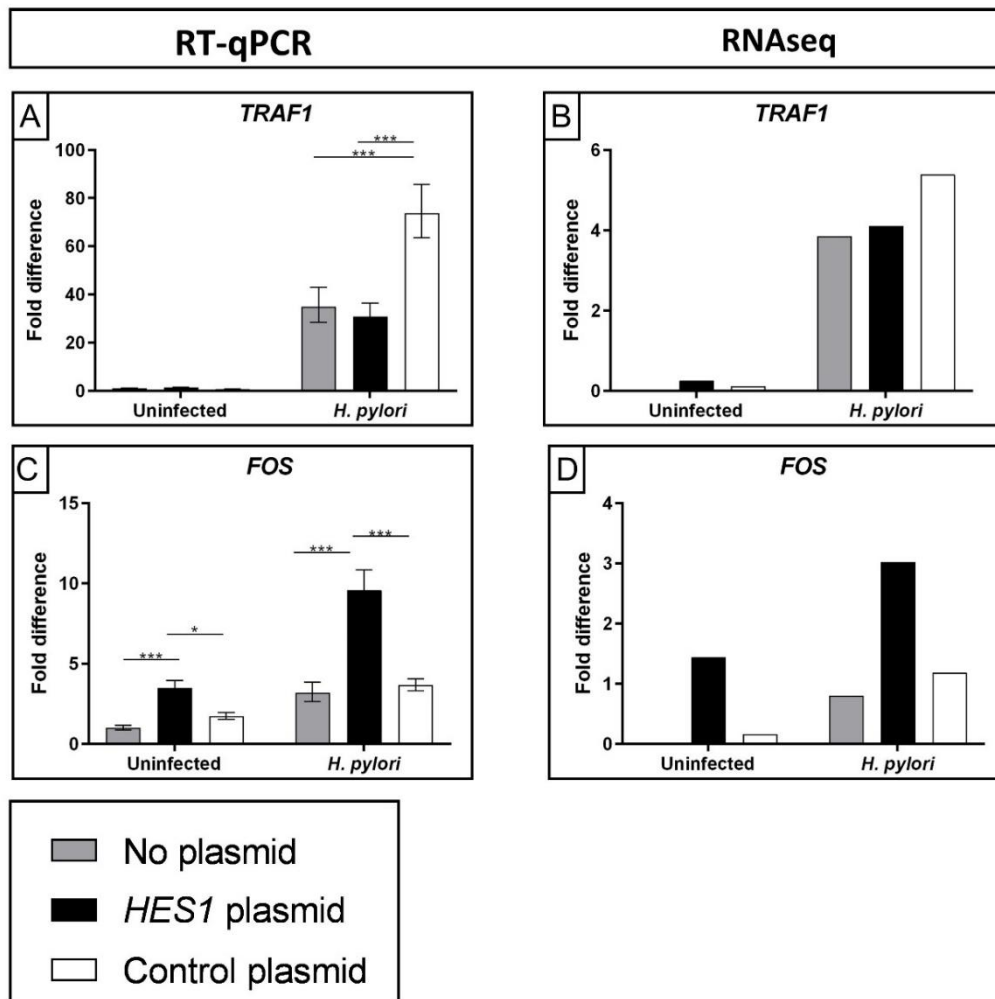 RT-qPCR RNAseq
A TRAF1
Fold difference
100
80
60
40
20
0
*** 
***
Uninfected H. pylori
B TRAF1
Fold difference
6
4
2
0
Uninfected H. pylori
C FOS
Fold difference
15
10
5
0
***
*
***
***
Uninfected H. pylori
D FOS
Fold difference
4
3
2
1
0
Uninfected H. pylori
No plasmid
HES1 plasmid
Control plasmid